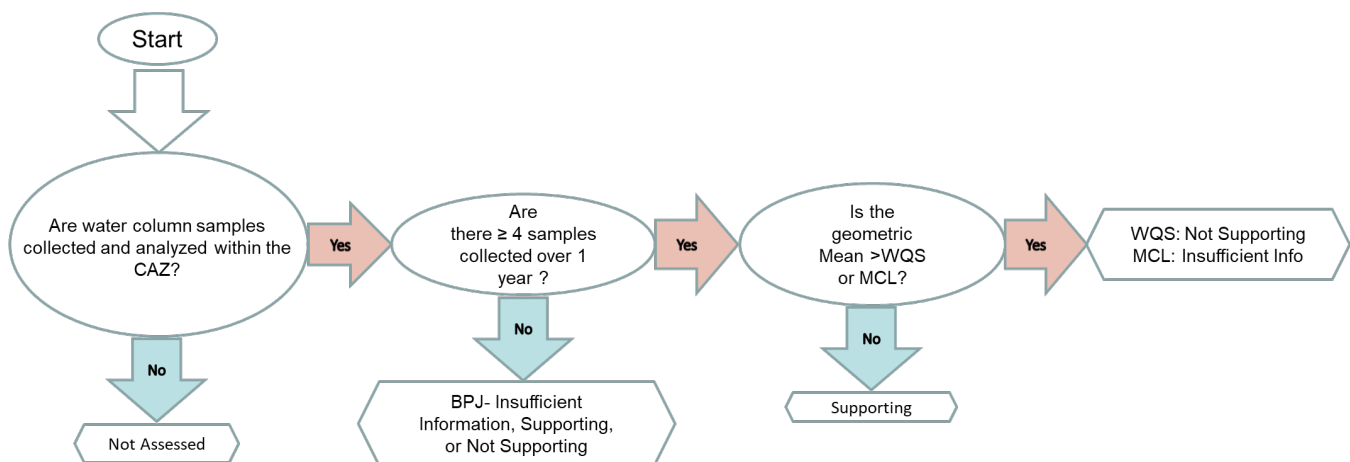 Start
Are water column samples
collected and analyzed within the
CAZ?
Yes
No
Not Assessed
Are
there ≥ 4 samples
collected over 1
year ?
Yes
No
BPJ- Insufficient
Information, Supporting,
or Not Supporting
Is the
geometric
Mean >WQS
or MCL?
Yes
No
Supporting
WQS: Not Supporting
MCL: Insufficient Info